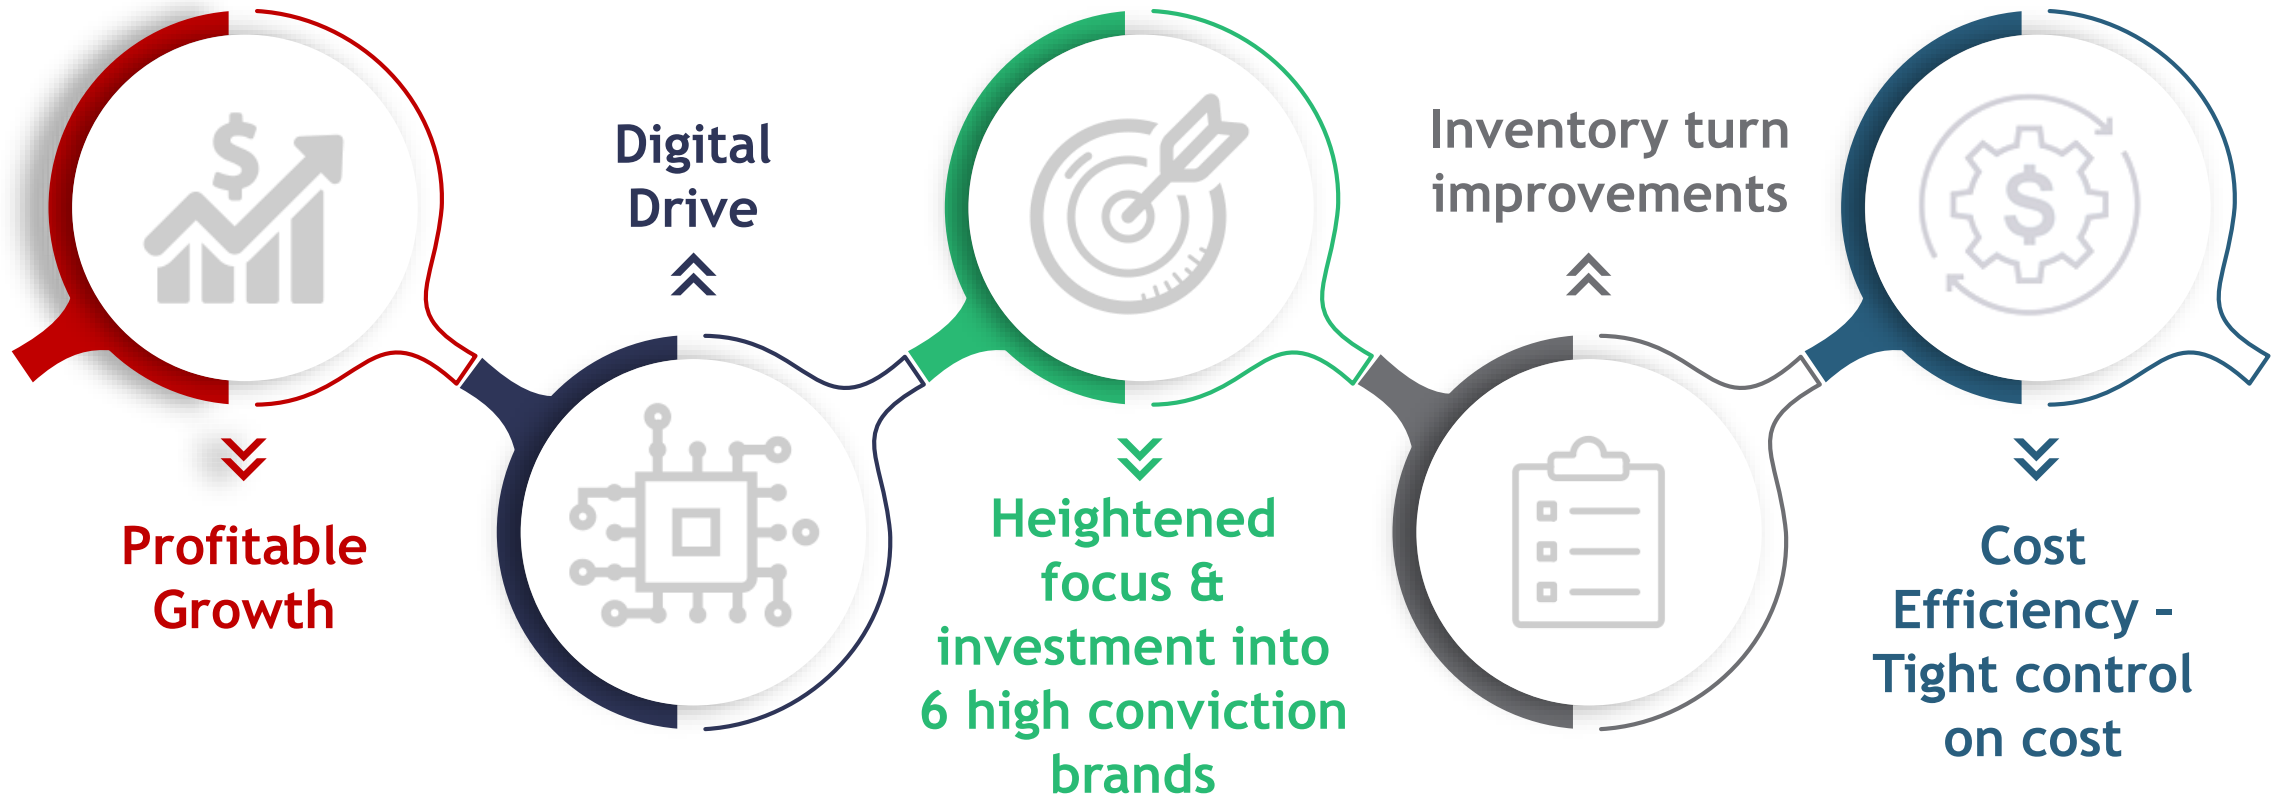 Profitable
Growth
Digital
Drive
Heightened
focus &
investment into
6 high conviction
brands
Inventory turn
improvements
Cost
Efficiency –
Tight control
on cost